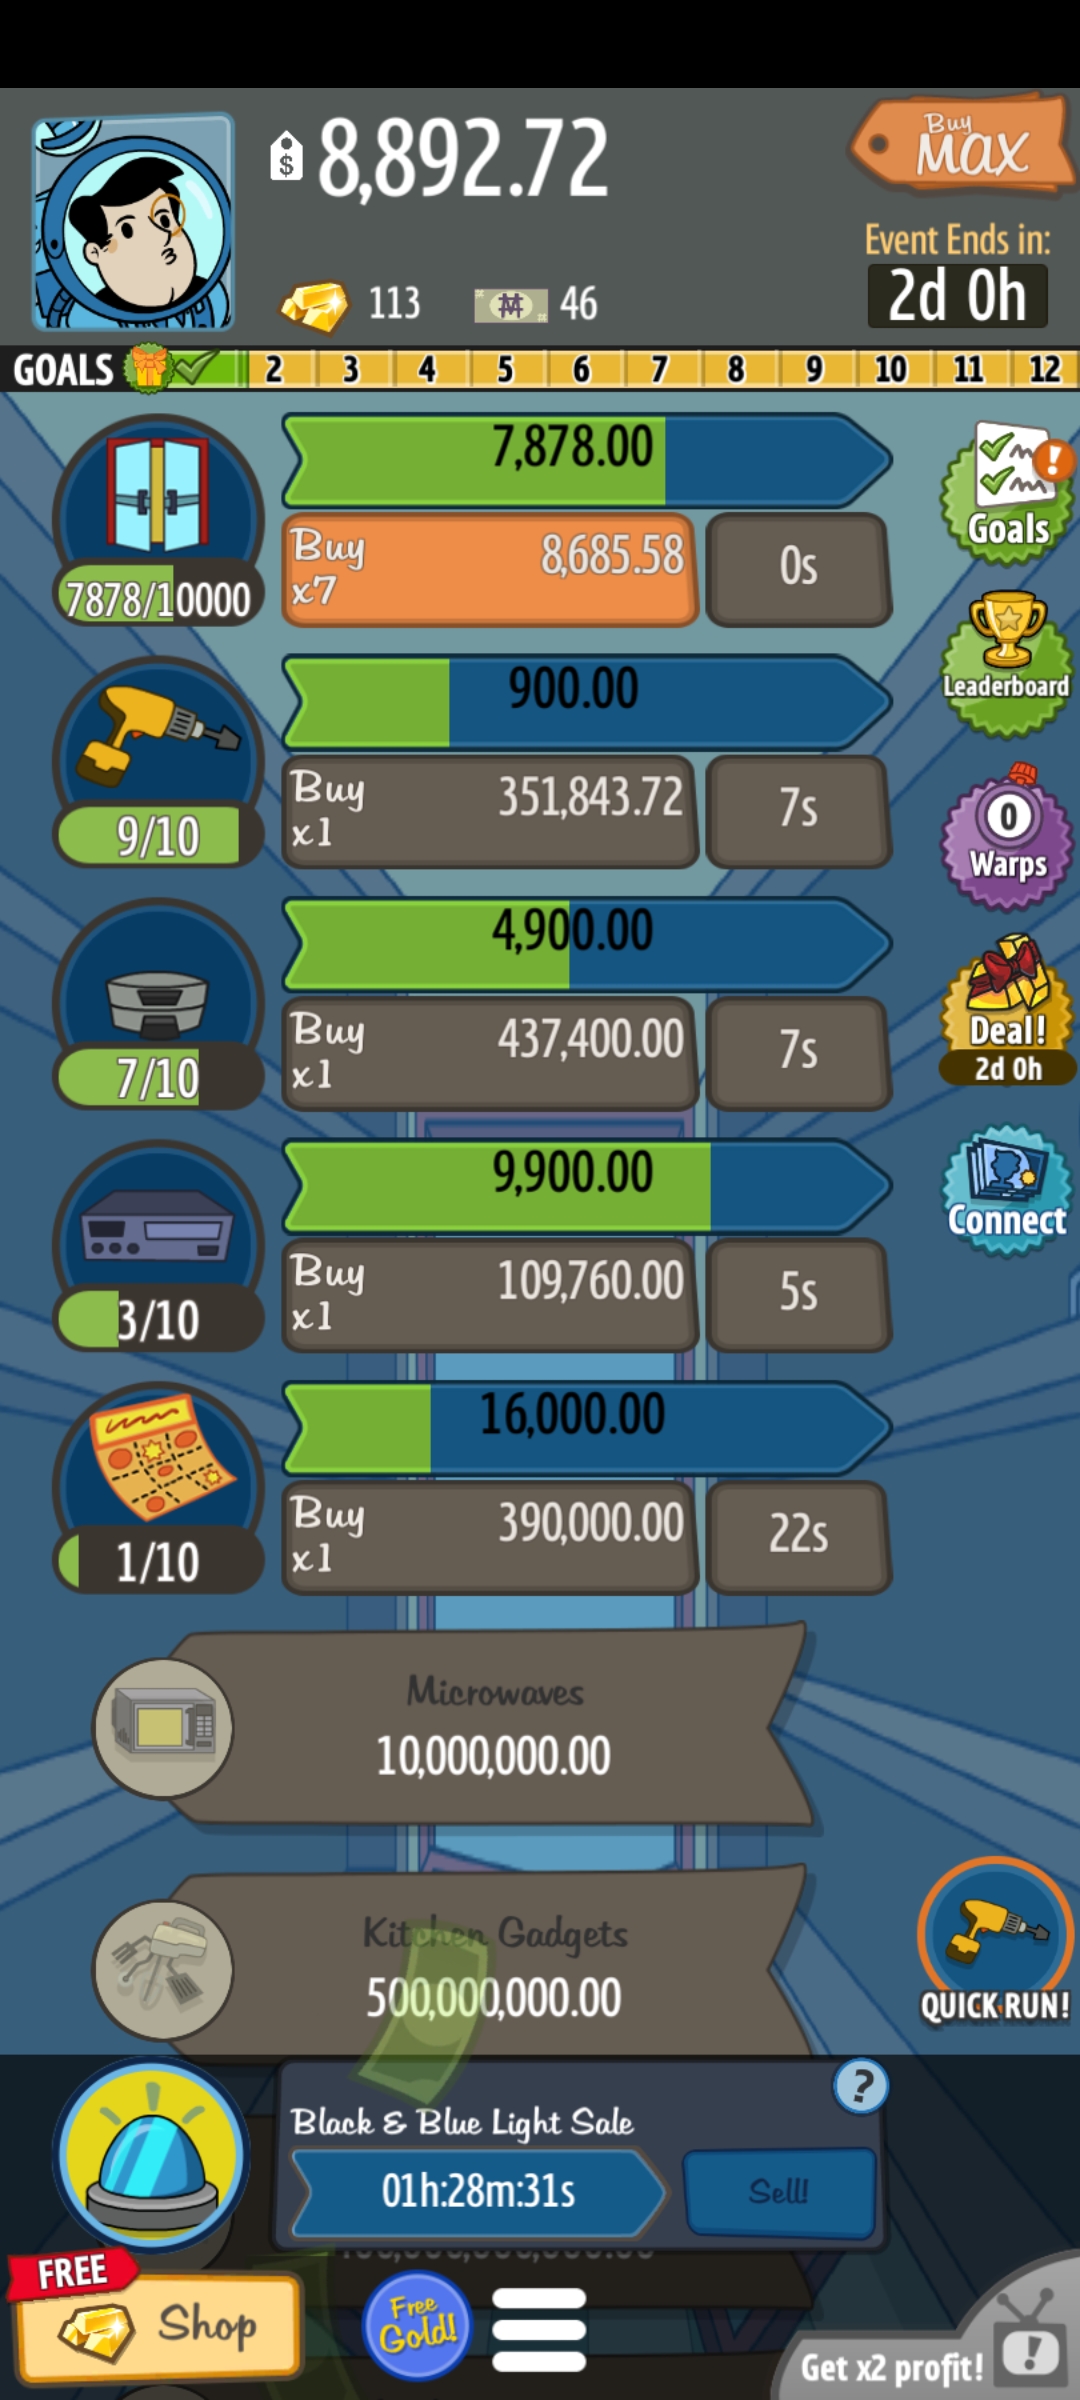 $ 8,892.72
Buy
MAX
113
46
Event Ends in:
2d 0h
GOALS 2 3 4 5 6 7 8 9 10 11 12
7,878.00
Buy
x7
8,685.58
0s
7878/10000
Goals
900.00
Buy
x1
351,843.72
7s
9/10
Leaderboard
0
Warps
4,900.00
Buy
x1
437,400.00
7s
7/10
Deal!
2d 0h
9,900.00
Buy
x1
109,760.00
5s
3/10
Connect
16,000.00
Buy
x1
390,000.00
22s
1/10
Microwaves
10,000,000.00
Kitchen Gadgets
500,000,000.00
QUICK RUN!
Black & Blue Light Sale
?
01h:28m:31s
Sell!
FREE
Shop
Free
Gold!
Get x2 profit!